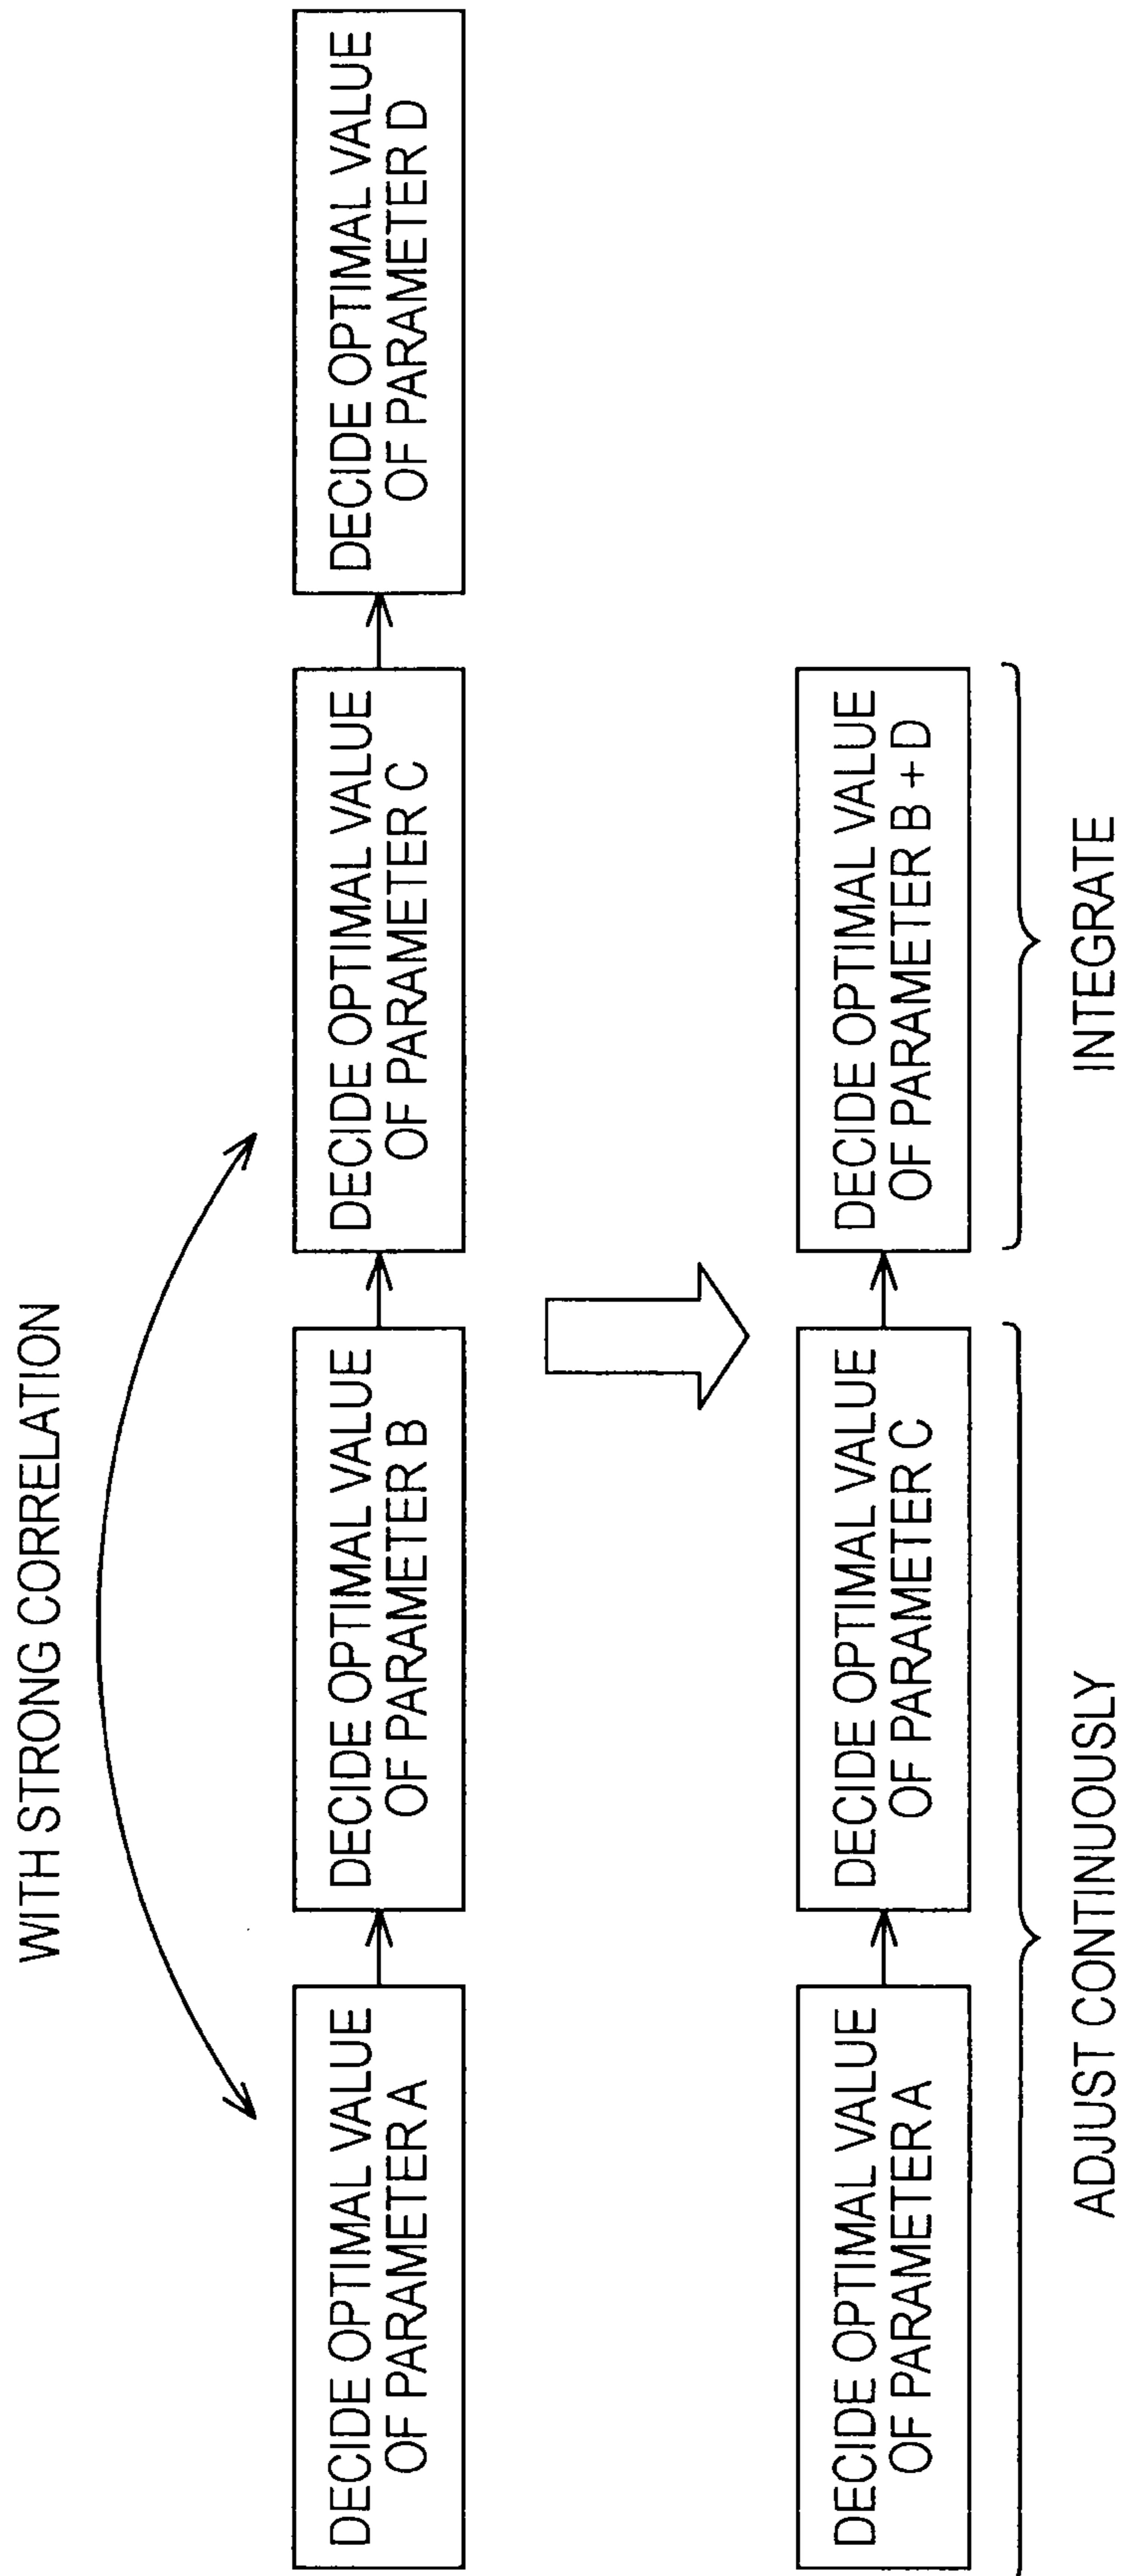 WITH STRONG CORRELATION
DECIDE OPTIMAL VALUE
OF PARAMETER A
DECIDE OPTIMAL VALUE
OF PARAMETER B
DECIDE OPTIMAL VALUE
OF PARAMETER C
DECIDE OPTIMAL VALUE
OF PARAMETER D
DECIDE OPTIMAL VALUE
OF PARAMETER A
DECIDE OPTIMAL VALUE
OF PARAMETER C
DECIDE OPTIMAL VALUE
OF PARAMETER B + D
ADJUST CONTINUOUSLY
INTEGRATE